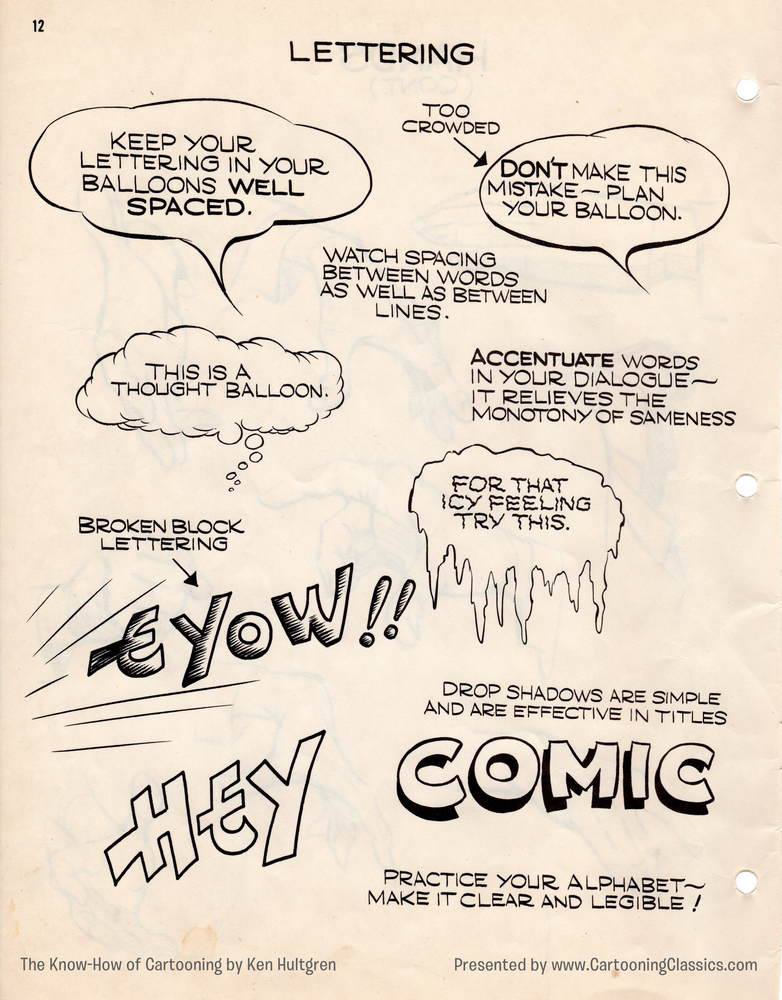 12
LETTERING
KEEP YOUR
LETTERING IN YOUR
BALLOONS WELL
SPACED.
TOO
CROWDED
DON'T MAKE THIS
MISTAKE~ PLAN
YOUR BALLOON.
WATCH SPACING
BETWEEN WORDS
AS WELL AS BETWEEN
LINES.
THIS IS A
THOUGHT BALLOON.
ACCENTUATE WORDS
IN YOUR DIALOGUE~
IT RELIEVES THE
MONOTONY OF SAMENESS
FOR THAT
ICY FEELING
TRY THIS.
BROKEN BLOCK
LETTERING
EYOW!!
DROP SHADOWS ARE SIMPLE
AND ARE EFFECTIVE IN TITLES
HEY
COMIC
PRACTICE YOUR ALPHABET~
MAKE IT CLEAR AND LEGIBLE!
The Know-How of Cartooning by Ken Hultgren
Presented by www.CartooningClassics.com